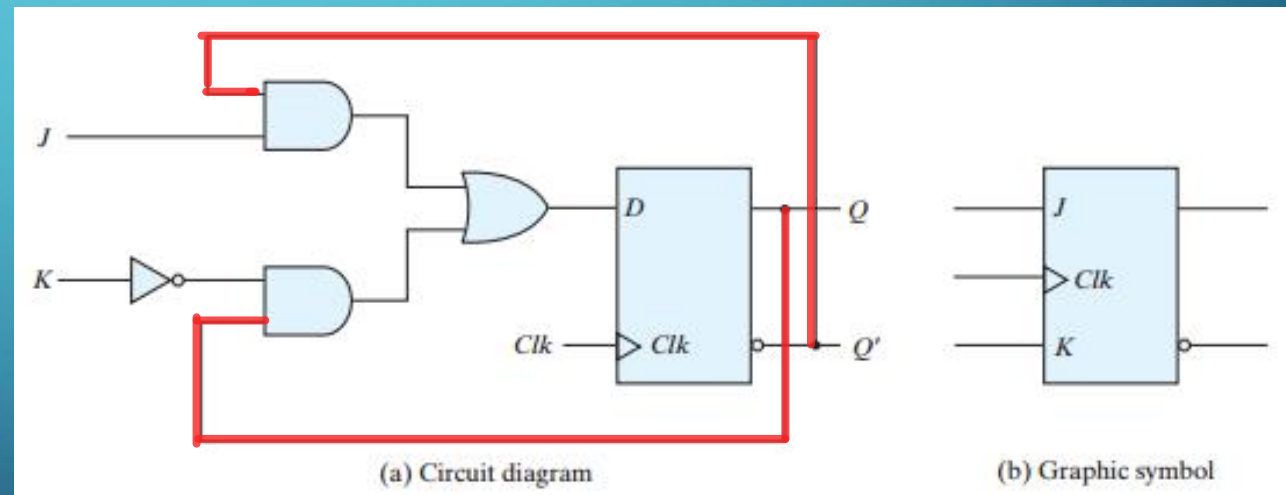 J
K
D
Q
Clk
Clk
Q'
(a) Circuit diagram
J
Clk
K
(b) Graphic symbol